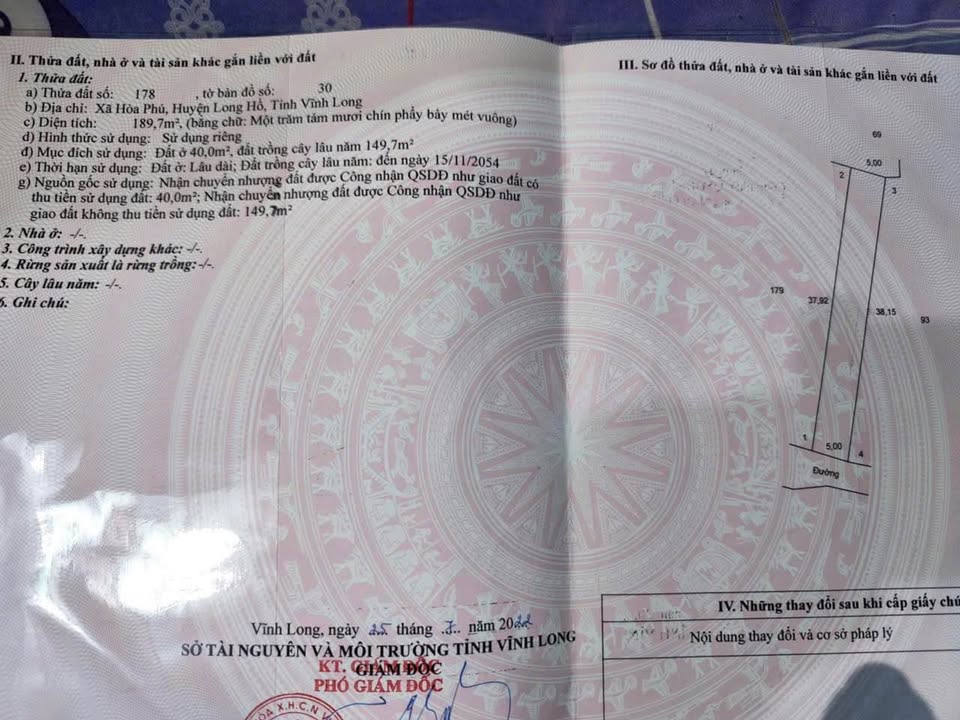 II. Thửa đất, nhà ở và tài sản khác gắn liền với đất
1. Thửa đất:
a) Thửa đất số: 178 , tờ bản đồ số: 30
b) Địa chỉ: Xã Hòa Phú, Huyện Long Hồ, Tỉnh Vĩnh Long
c) Diện tích: 189,7m², (bằng chữ: Một trăm tám mươi chín phẩy bảy mét vuông)
d) Hình thức sử dụng: Sử dụng riêng
đ) Mục đích sử dụng: Đất ở 40,0m², đất trồng cây lâu năm 149,7m²
e) Thời hạn sử dụng: Đất ở: Lâu dài; Đất trồng cây lâu năm: đến ngày 15/11/2054
g) Nguồn gốc sử dụng: Nhận chuyển nhượng đất được Công nhận QSDĐ như giao đất có
thu tiền sử dụng đất: 40,0m²; Nhận chuyển nhượng đất được Công nhận QSDĐ như
giao đất không thu tiền sử dụng đất: 149,7m²
2. Nhà ở: -/-.
3. Công trình xây dựng khác: -/-.
4. Rừng sản xuất là rừng trồng: -/-.
5. Cây lâu năm: -/-.
6. Ghi chú:
Vĩnh Long, ngày 25 tháng 7 năm 2022
SỞ TÀI NGUYÊN VÀ MÔI TRƯỜNG TỈNH VĨNH LONG
KT. GIÁM ĐỐC
GIÁM ĐỐC
PHÓ GIÁM ĐỐC
III. Sơ đồ thửa đất, nhà ở và tài sản khác gắn liền với đất
69
5,00
2
3
179
37,92
38,15
93
1
5,00
4
Đường
IV. Những thay đổi sau khi cấp giấy
Nội dung thay đổi và cơ sở pháp lý